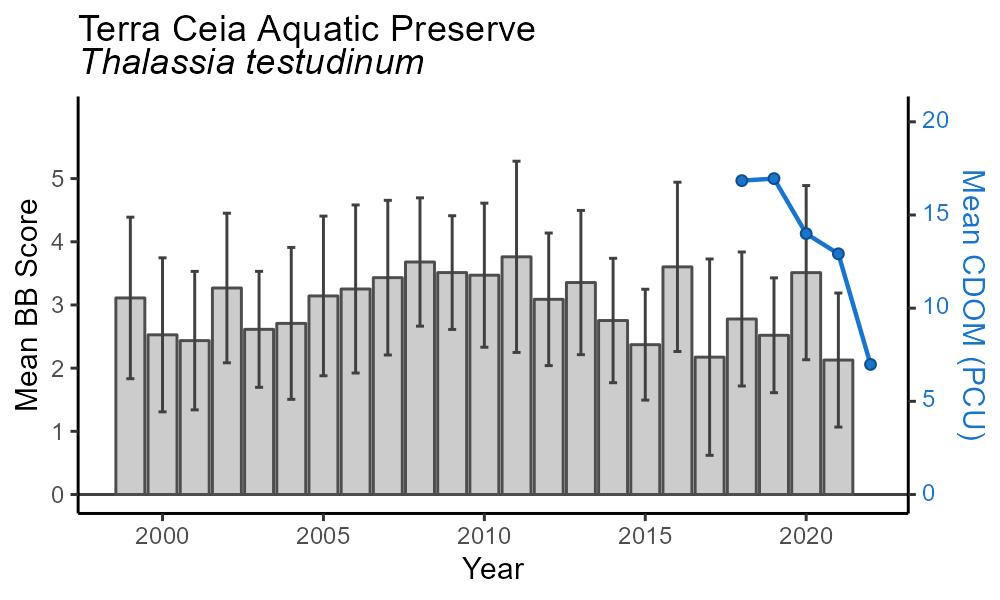 Terra Ceia Aquatic Preserve
Thalassia testudinum
Mean BB Score
5
4
3
2
1
0
20
15
10
5
0
Mean CDOM (PCU)
2000 2005 2010 2015 2020
Year